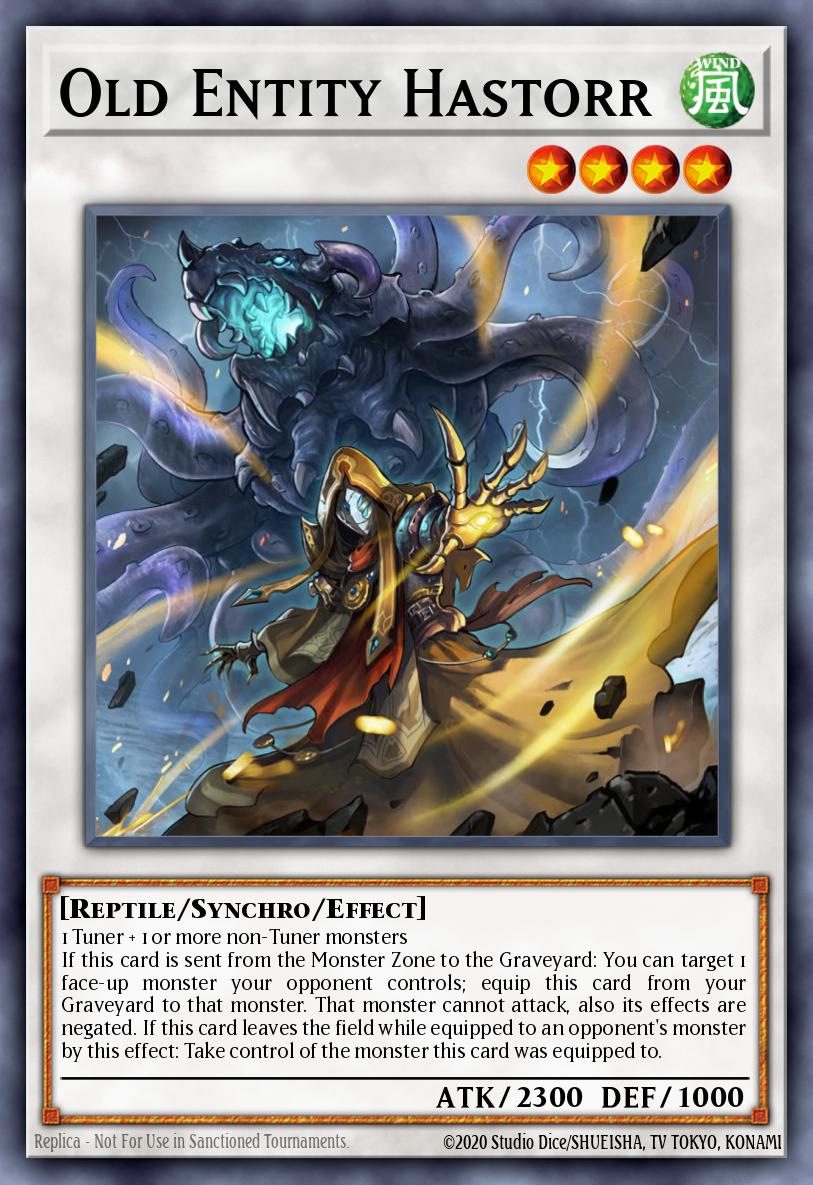 Old Entity Hastorr
WIND
風
[Reptile/Synchro/Effect]
1 Tuner + 1 or more non-Tuner monsters
If this card is sent from the Monster Zone to the Graveyard: You can target 1
face-up monster your opponent controls; equip this card from your
Graveyard to that monster. That monster cannot attack, also its effects are
negated. If this card leaves the field while equipped to an opponent's monster
by this effect: Take control of the monster this card was equipped to.
ATK/2300 DEF/1000
Replica - Not For Use in Sanctioned Tournaments.
©2020 Studio Dice/SHUEISHA, TV TOKYO, KONAMI